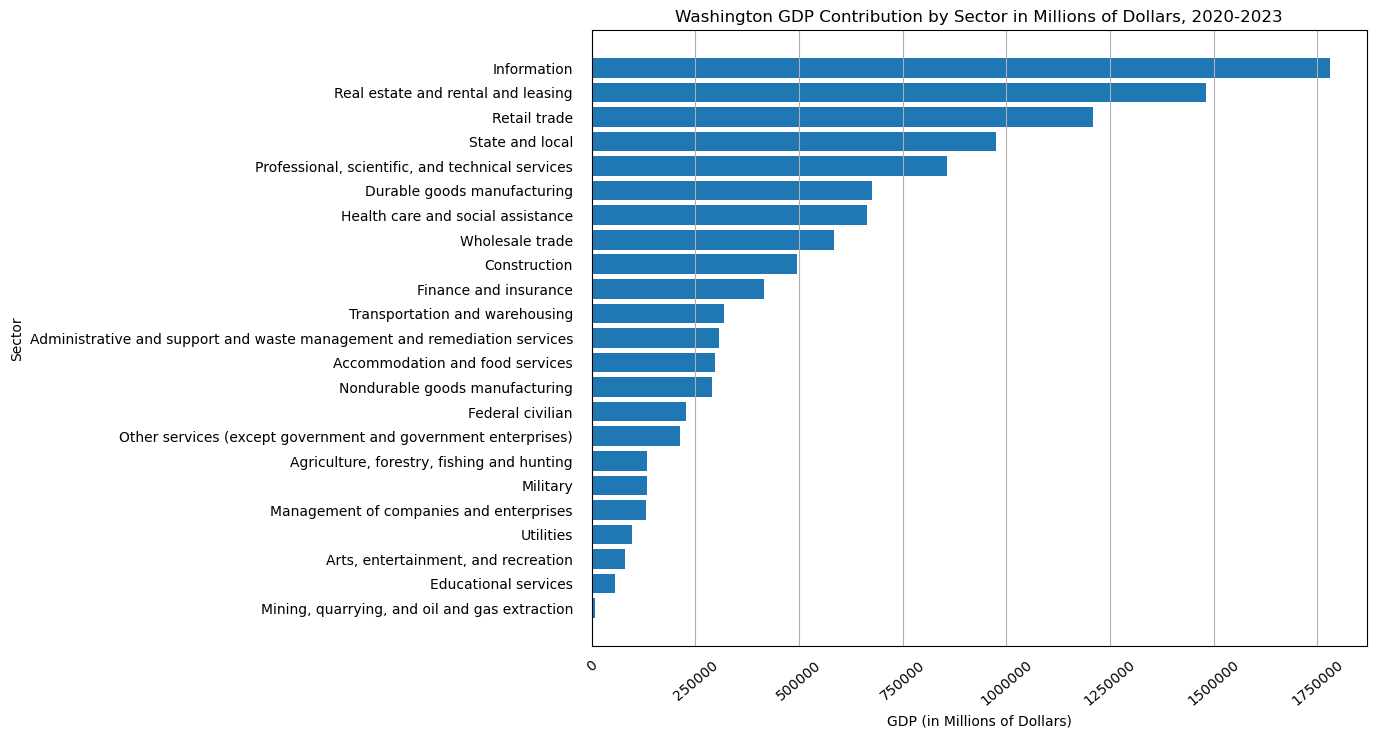 Washington GDP Contribution by Sector in Millions of Dollars, 2020-2023
Sector
Information
Real estate and rental and leasing
Retail trade
State and local
Professional, scientific, and technical services
Durable goods manufacturing
Health care and social assistance
Wholesale trade
Construction
Finance and insurance
Transportation and warehousing
Administrative and support and waste management and remediation services
Accommodation and food services
Nondurable goods manufacturing
Federal civilian
Other services (except government and government enterprises)
Agriculture, forestry, fishing and hunting
Military
Management of companies and enterprises
Utilities
Arts, entertainment, and recreation
Educational services
Mining, quarrying, and oil and gas extraction
0 250000 500000 750000 1000000 1250000 1500000 1750000
GDP (in Millions of Dollars)